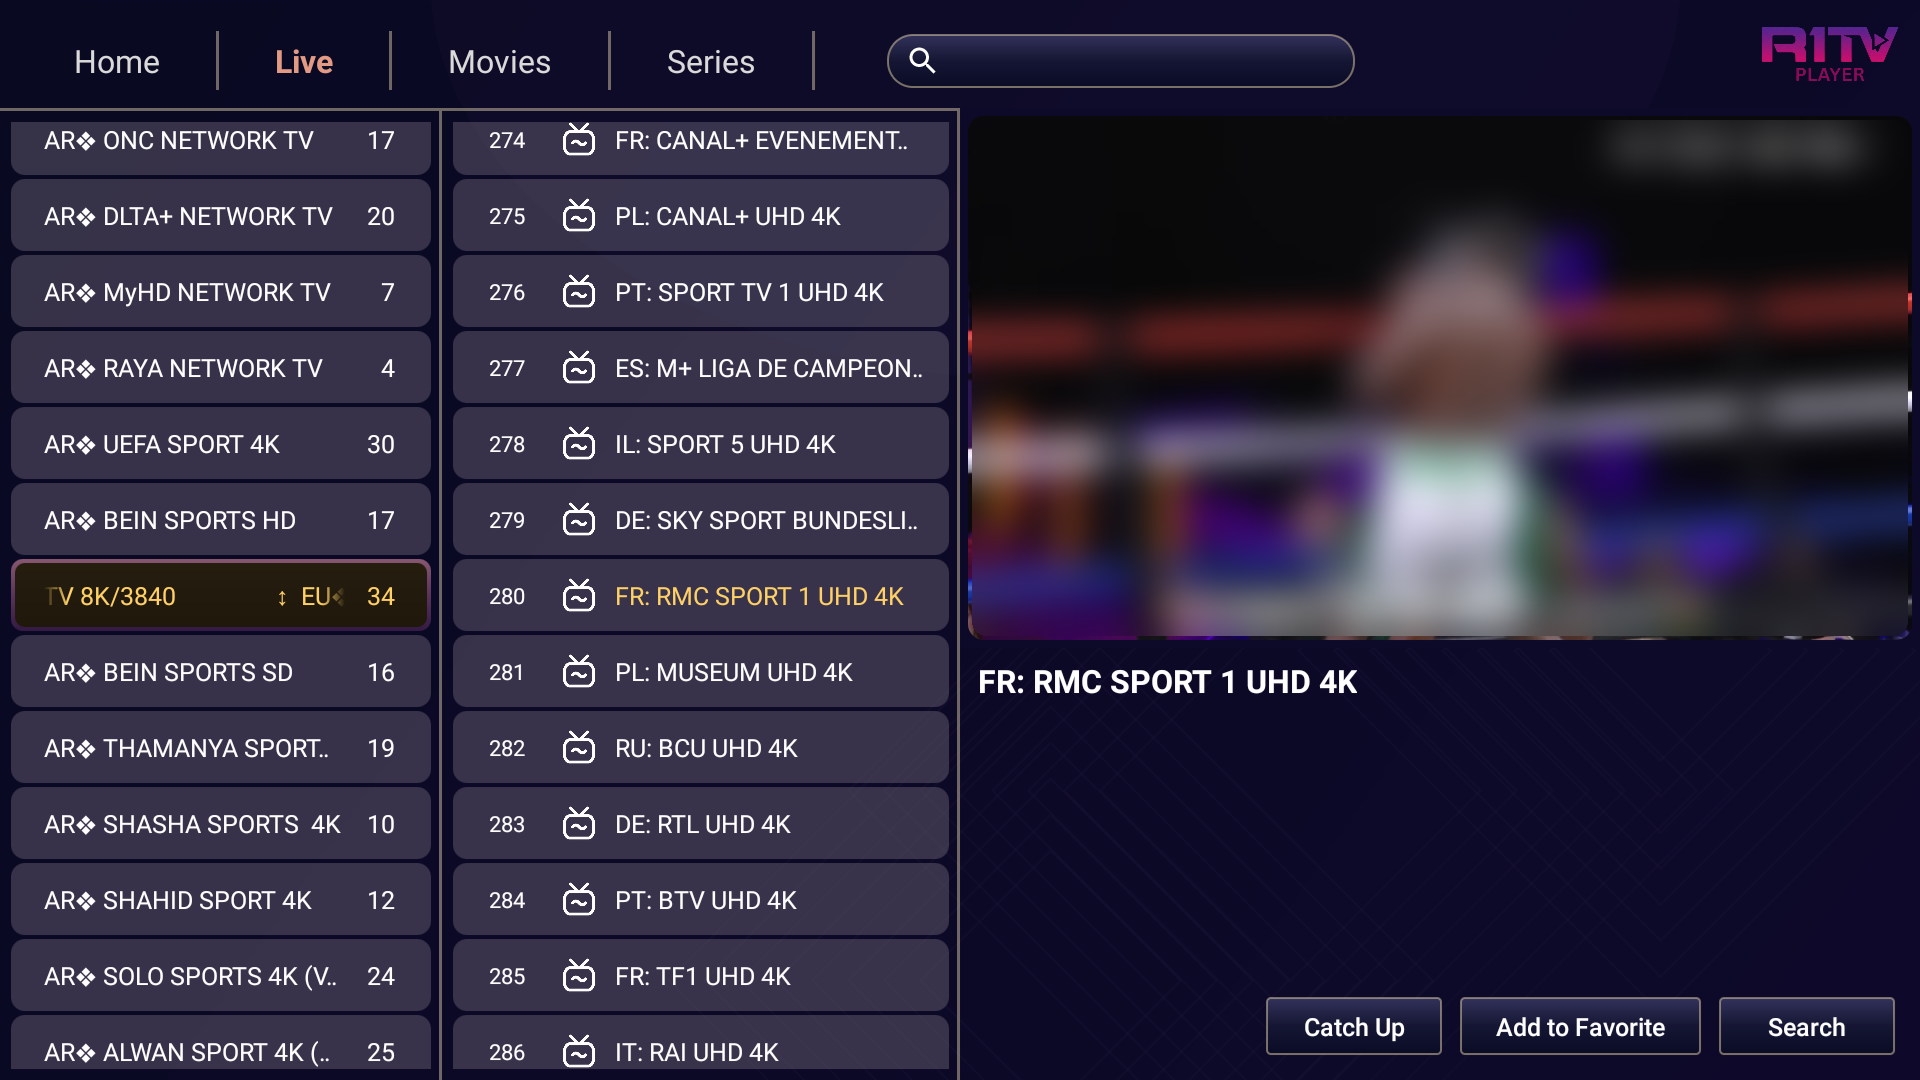 Home
Live
Movies
Series
R1TV
PLAYER
AR❖ ONC NETWORK TV 17
AR❖ DLTA+ NETWORK TV 20
AR❖ MyHD NETWORK TV 7
AR❖ RAYA NETWORK TV 4
AR❖ UEFA SPORT 4K 30
AR❖ BEIN SPORTS HD 17
TV 8K/3840 ↕ EU❖ 34
AR❖ BEIN SPORTS SD 16
AR❖ THAMANYA SPORT.. 19
AR❖ SHASHA SPORTS  4K 10
AR❖ SHAHID SPORT 4K 12
AR❖ SOLO SPORTS 4K (V.. 24
AR❖ ALWAN SPORT 4K (.. 25
274 FR: CANAL+ EVENEMENT..
275 PL: CANAL+ UHD 4K
276 PT: SPORT TV 1 UHD 4K
277 ES: M+ LIGA DE CAMPEON..
278 IL: SPORT 5 UHD 4K
279 DE: SKY SPORT BUNDESLI..
280 FR: RMC SPORT 1 UHD 4K
281 PL: MUSEUM UHD 4K
282 RU: BCU UHD 4K
283 DE: RTL UHD 4K
284 PT: BTV UHD 4K
285 FR: TF1 UHD 4K
286 IT: RAI UHD 4K
FR: RMC SPORT 1 UHD 4K
Catch Up
Add to Favorite
Search